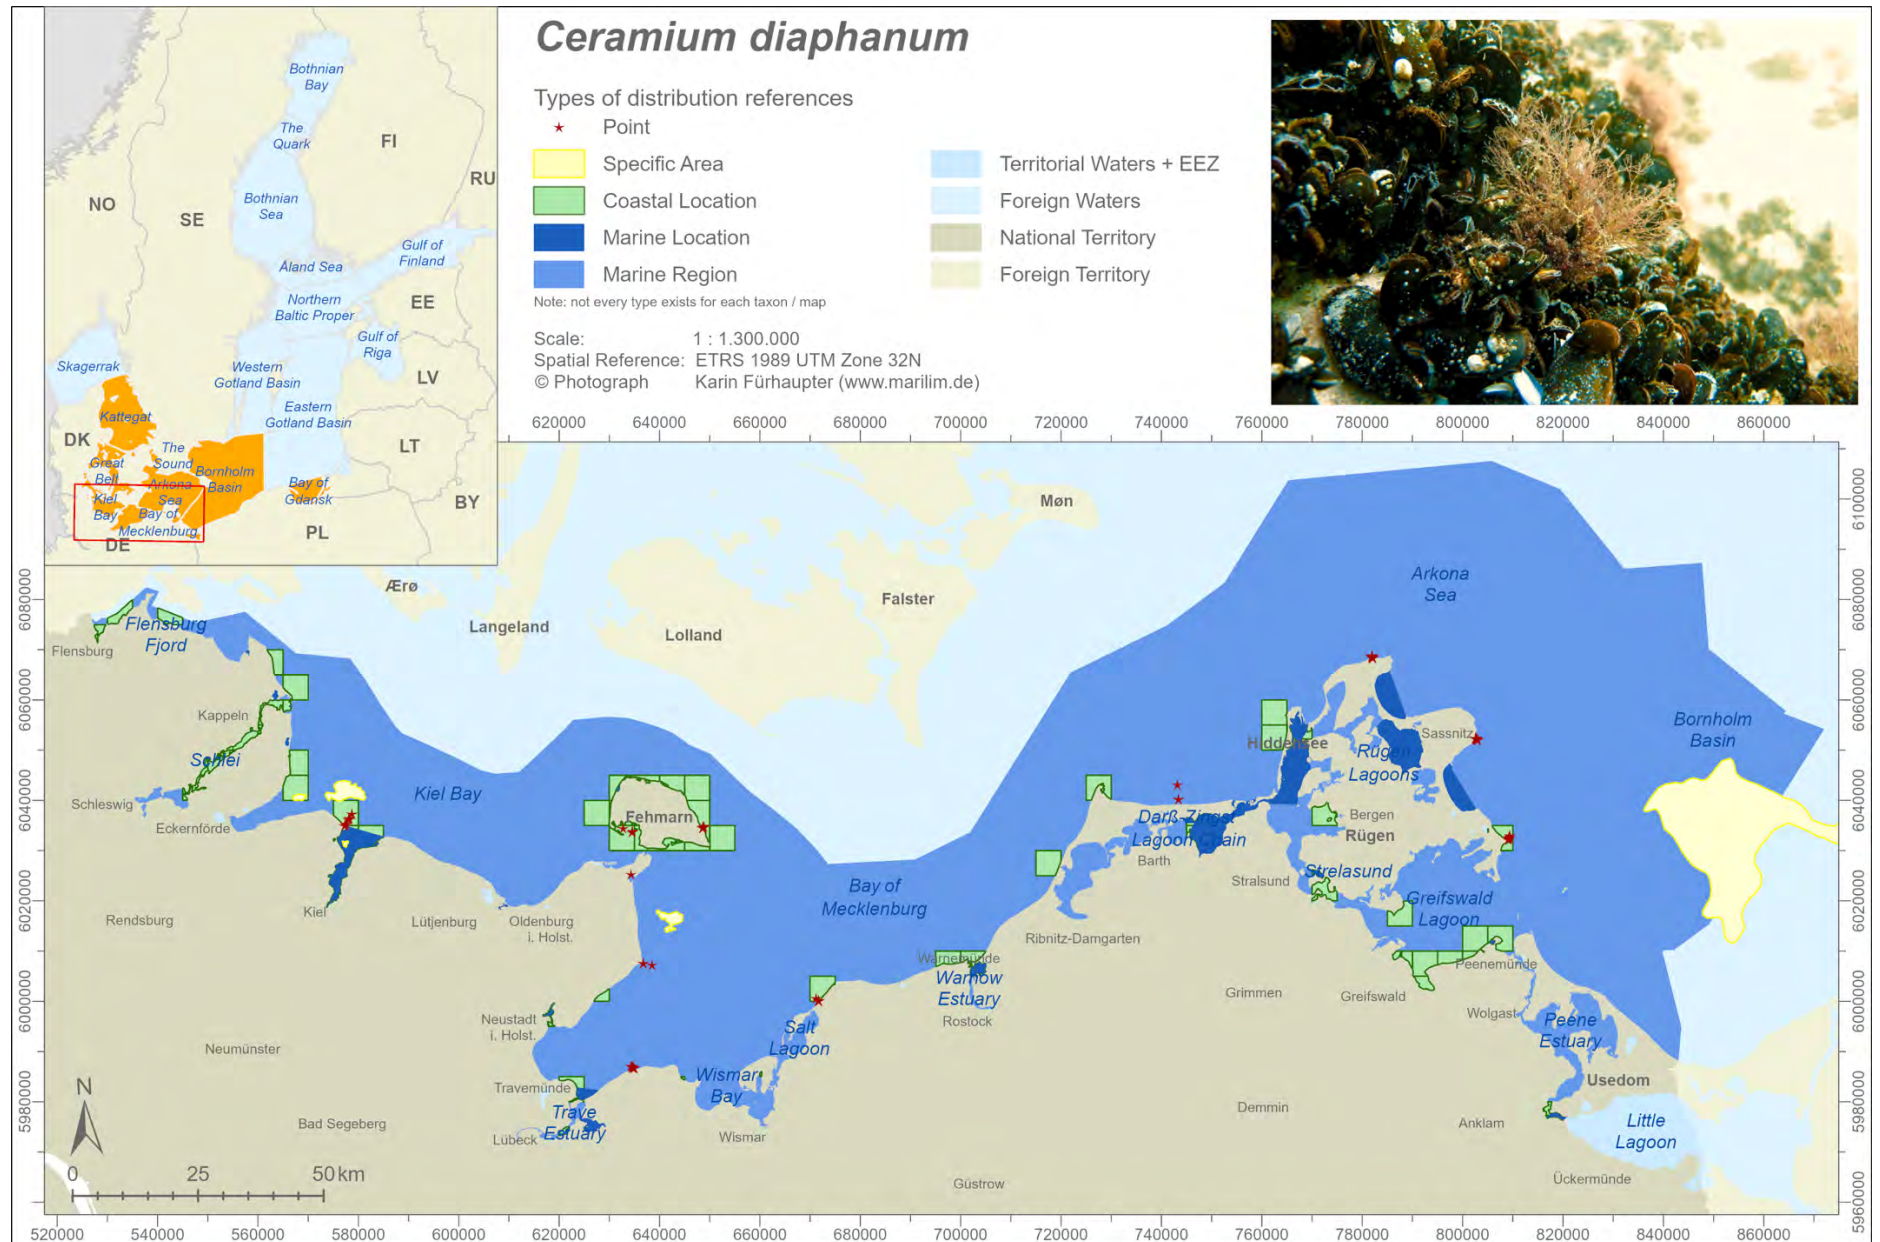 Ceramium diaphanum
Types of distribution references
Point
Specific Area
Coastal Location
Marine Location
Marine Region
Territorial Waters + EEZ
Foreign Waters
National Territory
Foreign Territory
Note: not every type exists for each taxon / map
Scale: 1 : 1.300.000
Spatial Reference: ETRS 1989 UTM Zone 32N
© Photograph Karin Fürhaupter (www.marilim.de)
Bothnian
Bay
The
Quark
FI
RU
NO
SE
Bothnian
Sea
Gulf of
Finland
Åland Sea
Northern
Baltic Proper
EE
Gulf of
Riga
Skagerrak
Western
Gotland Basin
LV
Kattegat
Eastern
Gotland Basin
DK
The
Sound
LT
Great
Belt
Bornholm
Basin
Arkona
Sea
Bay of
Gdansk
Kiel
Bay
Bay of
Mecklenburg
BY
PL
DE
620000 640000 660000 680000 700000 720000 740000 760000 780000 800000 820000 840000 860000
6100000
6080000
6060000
6040000
6020000
6000000
5980000
5960000
6080000
6060000
6040000
6020000
6000000
5980000
Møn
Ærø
Langeland
Lolland
Falster
Arkona
Sea
Flensburg
Fjord
Flensburg
Kappeln
Schlei
Schleswig
Eckernförde
Kiel Bay
Fehmarn
Hiddensee
Sassnitz
Rügen
Lagoons
Bornholm
Basin
Darß-Zingst
Lagoon Chain
Barth
Bergen
Rügen
Stralsund
Strelasund
Greifswald
Lagoon
Bay of
Mecklenburg
Rendsburg
Kiel
Lütjenburg
Oldenburg
i. Holst.
Ribnitz-Damgarten
Warnemünde
Warnow
Estuary
Rostock
Peenemünde
Grimmen
Greifswald
Wolgast
Peene
Estuary
Neustadt
i. Holst.
Salt
Lagoon
Neumünster
Wismar
Bay
Travemünde
Usedom
Trave
Estuary
Lübeck
Wismar
Bad Segeberg
Demmin
Anklam
Little
Lagoon
Güstrow
Ückermünde
N
0 25 50 km
520000 540000 560000 580000 600000 620000 640000 660000 680000 700000 720000 740000 760000 780000 800000 820000 840000 860000